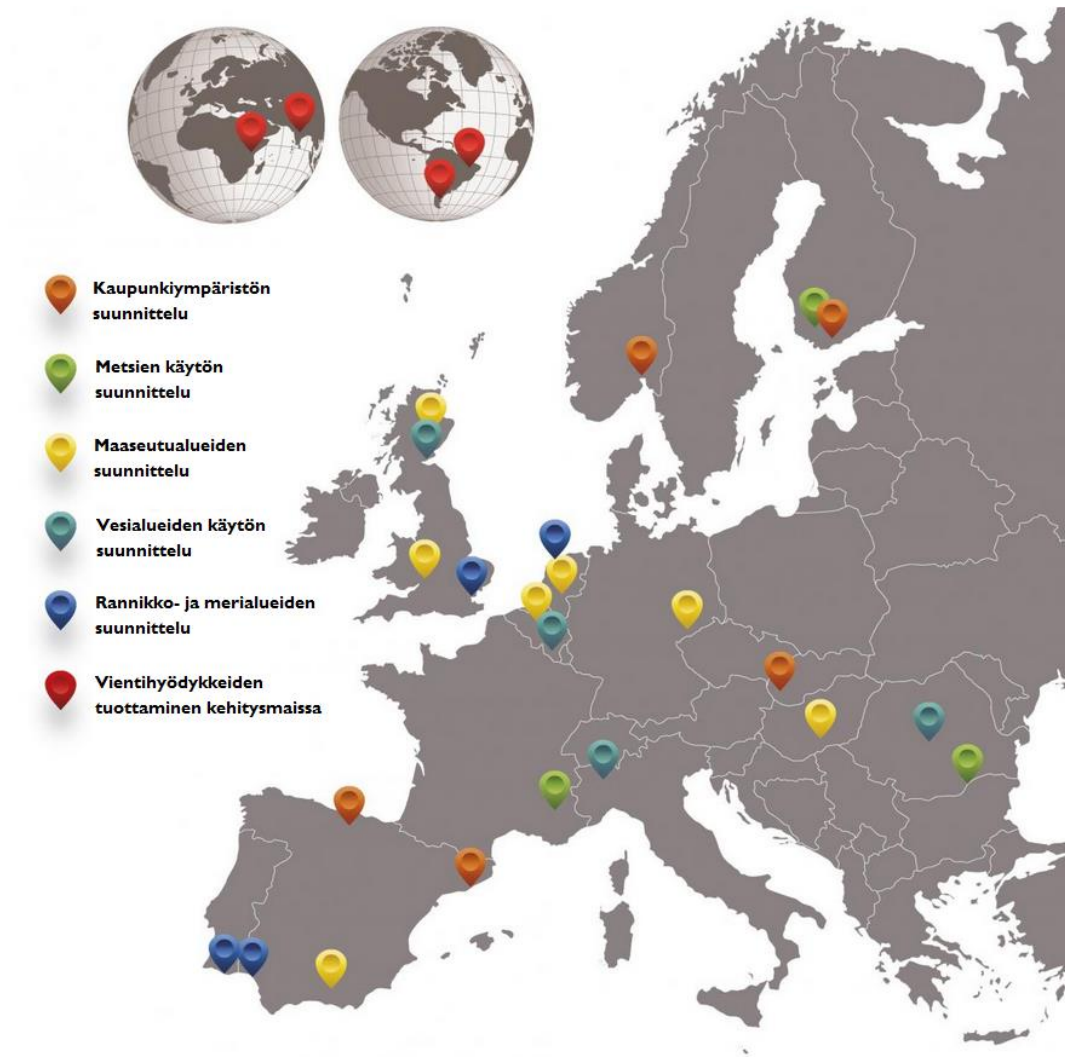 Kaupunkiympäristön
suunnittelu
Metsien käytön
suunnittelu
Maaseutualueiden
suunnittelu
Vesialueiden käytön
suunnittelu
Rannikko- ja merialueiden
suunnittelu
Vientihyödykkeiden
tuottaminen kehitysmaissa